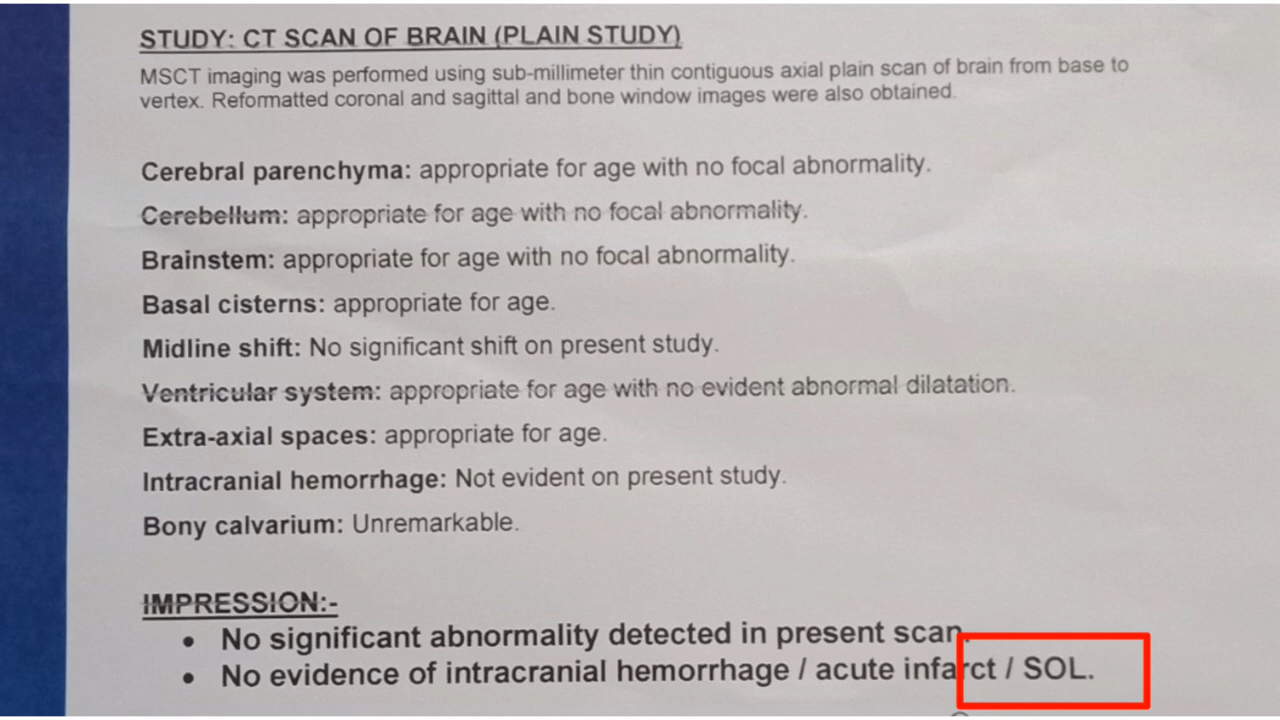 STUDY: CT SCAN OF BRAIN (PLAIN STUDY)
MSCT imaging was performed using sub-millimeter thin contiguous axial plain scan of brain from base to
vertex. Reformatted coronal and sagittal and bone window images were also obtained.
Cerebral parenchyma: appropriate for age with no focal abnormality.
Cerebellum: appropriate for age with no focal abnormality.
Brainstem: appropriate for age with no focal abnormality.
Basal cisterns: appropriate for age.
Midline shift: No significant shift on present study.
Ventricular system: appropriate for age with no evident abnormal dilatation.
Extra-axial spaces: appropriate for age.
Intracranial hemorrhage: Not evident on present study.
Bony calvarium: Unremarkable.
IMPRESSION:-
• No significant abnormality detected in present scan.
• No evidence of intracranial hemorrhage / acute infarct / SOL.